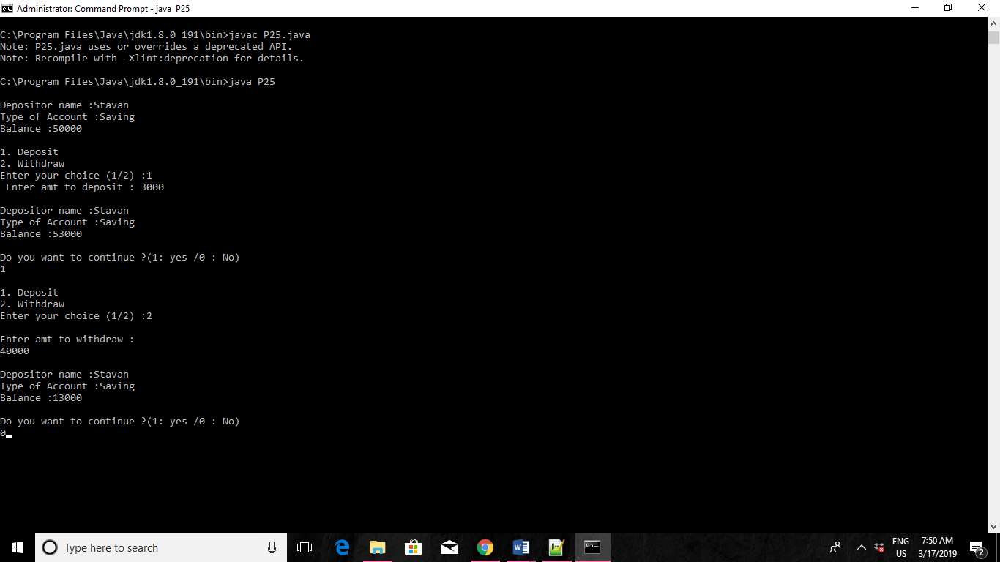 Administrator: Command Prompt - java P25
C:\Program Files\Java\jdk1.8.0_191\bin>javac P25.java
Note: P25.java uses or overrides a deprecated API.
Note: Recompile with -Xlint:deprecation for details.
C:\Program Files\Java\jdk1.8.0_191\bin>java P25
Depositor name :Stavan
Type of Account :Saving
Balance :50000
1. Deposit
2. Withdraw
Enter your choice (1/2) :1
Enter amt to deposit : 3000
Depositor name :Stavan
Type of Account :Saving
Balance :53000
Do you want to continue ?(1: yes /0 : No)
1
1. Deposit
2. Withdraw
Enter your choice (1/2) :2
Enter amt to withdraw :
40000
Depositor name :Stavan
Type of Account :Saving
Balance :13000
Do you want to continue ?(1: yes /0 : No)
0
Type here to search
ENG
US
7:50 AM
3/17/2019
2